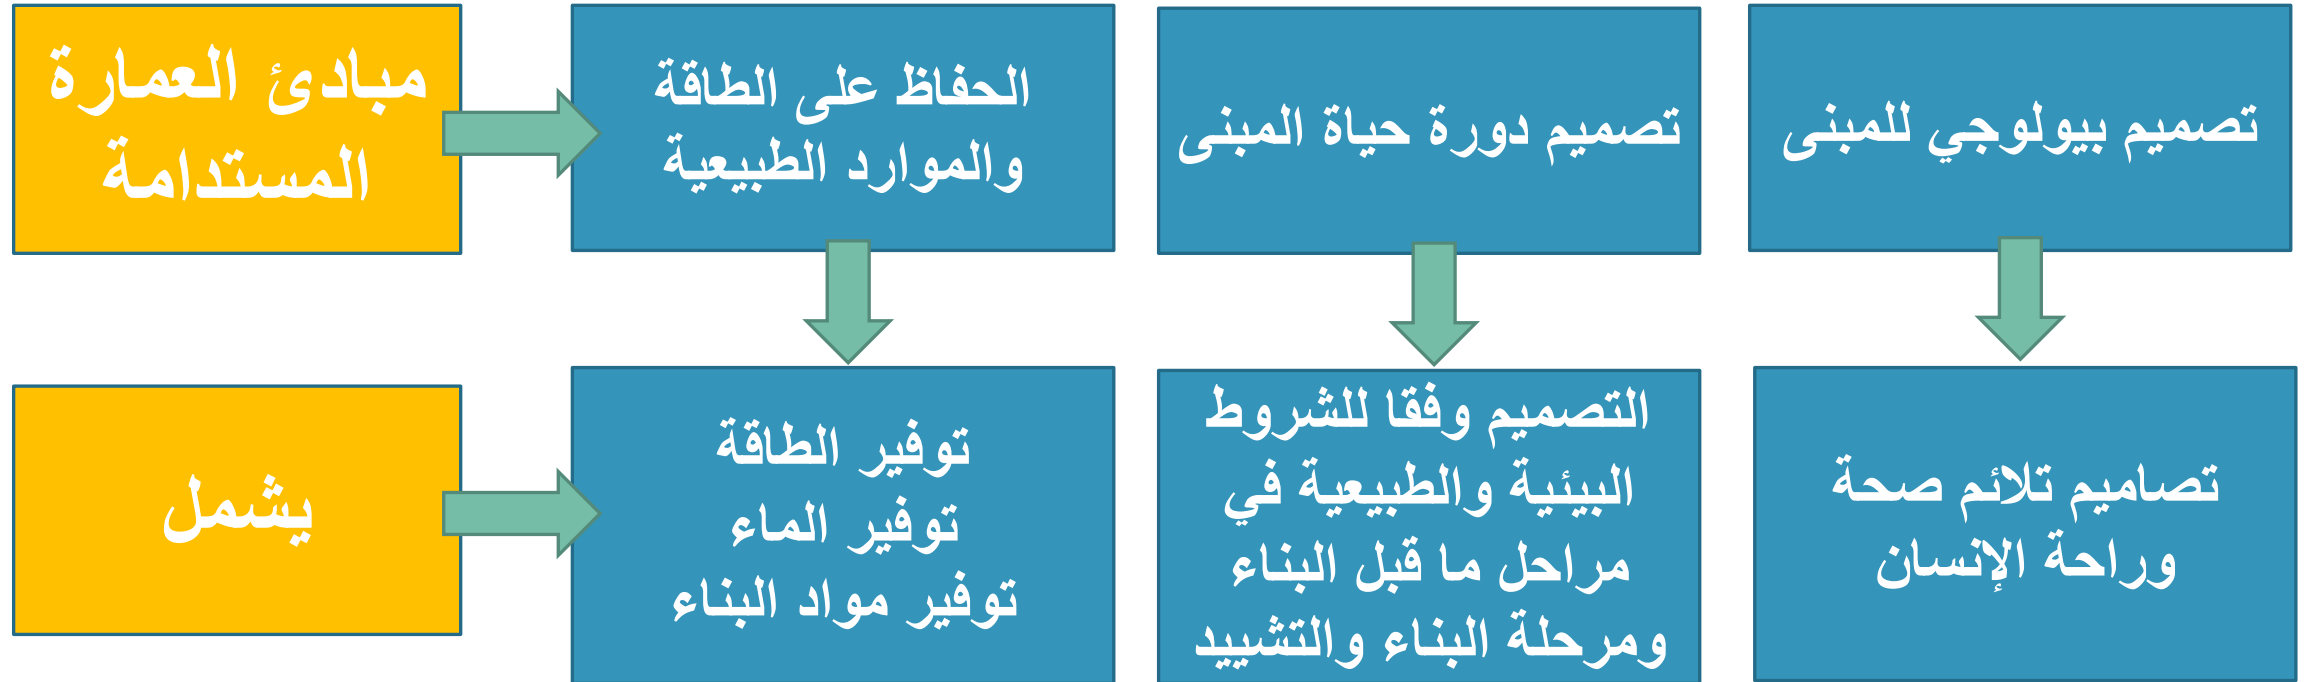 مبادئ العمارة
المستدامة
الحفاظ على الطاقة
والموارد الطبيعية
تصميم دورة حياة المبنى
تصميم بيولوجي للمبنى
يشمل
توفير الطاقة
توفير الماء
توفير مواد البناء
التصميم وفقا للشروط
البيئية والطبيعية في
مراحل ما قبل البناء
ومرحلة البناء والتشييد
تصاميم تلائم صحة
وراحة الإنسان